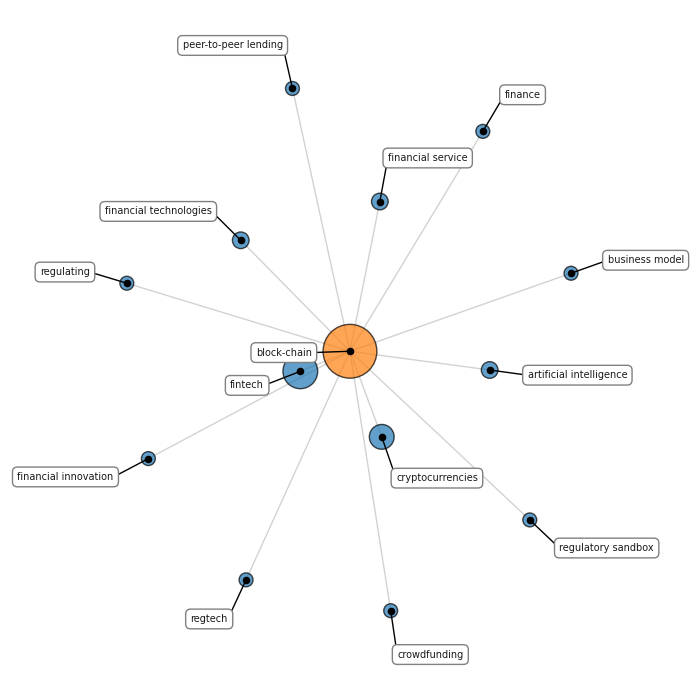 peer-to-peer lending
finance
financial service
financial technologies
business model
regulating
block-chain
artificial intelligence
fintech
financial innovation
cryptocurrencies
regulatory sandbox
regtech
crowdfunding